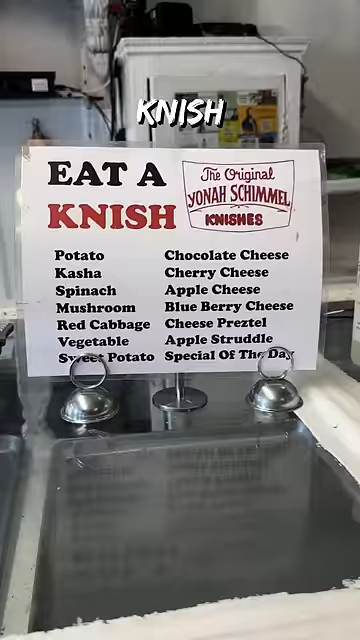 KNISH
EAT A
KNISH
The Original
YONAH SCHIMMEL
KNISHES
Potato
Kasha
Spinach
Mushroom
Red Cabbage
Vegetable
Sweet Potato
Chocolate Cheese
Cherry Cheese
Apple Cheese
Blue Berry Cheese
Cheese Preztel
Apple Struddle
Special Of The Day